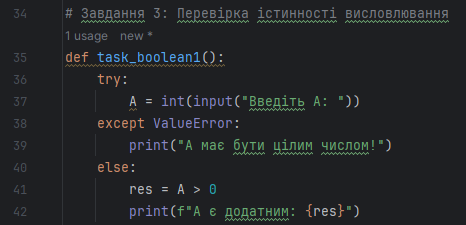 34 # Завдання 3: Перевірка істинності висловлювання
1 usage new *
35 def task_boolean1():
36 try:
37 A = int(input("Введіть А: "))
38 except ValueError:
39 print("А має бути цілим числом!")
40 else:
41 res = A > 0
42 print(f"А є додатним: {res}")